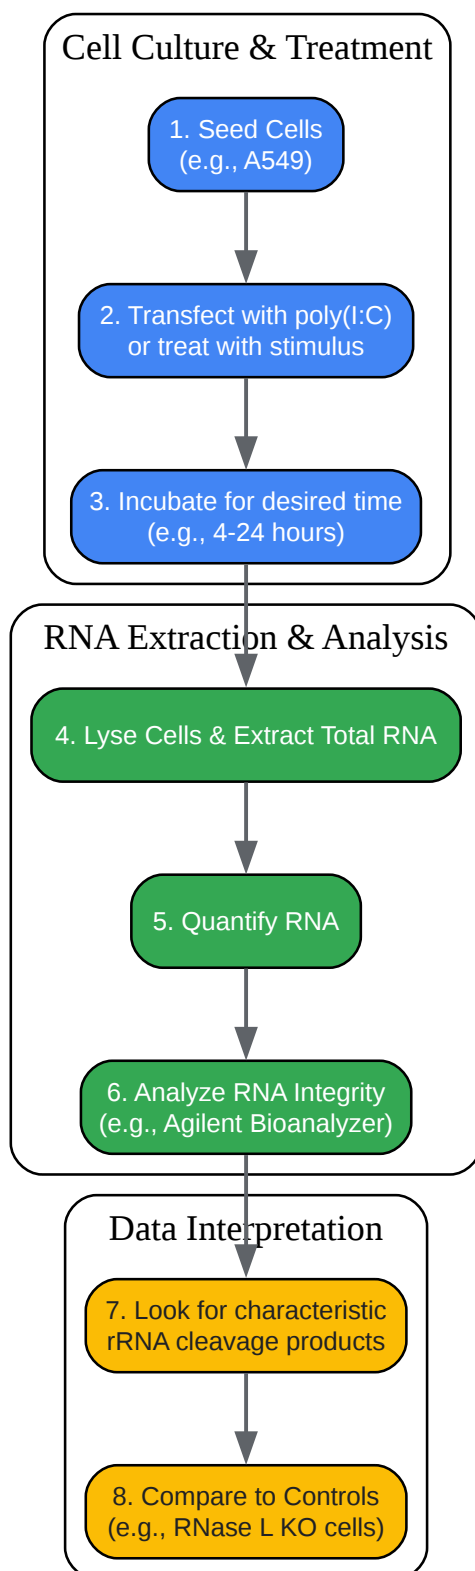 Cell Culture & Treatment
1. Seed Cells
(e.g., A549)
2. Transfect with poly(I:C)
or treat with stimulus
3. Incubate for desired time
(e.g., 4-24 hours)
RNA Extraction & Analysis
4. Lyse Cells & Extract Total RNA
5. Quantify RNA
6. Analyze RNA Integrity
(e.g., Agilent Bioanalyzer)
Data Interpretation
7. Look for characteristic
rRNA cleavage products
8. Compare to Controls
(e.g., RNase L KO cells)